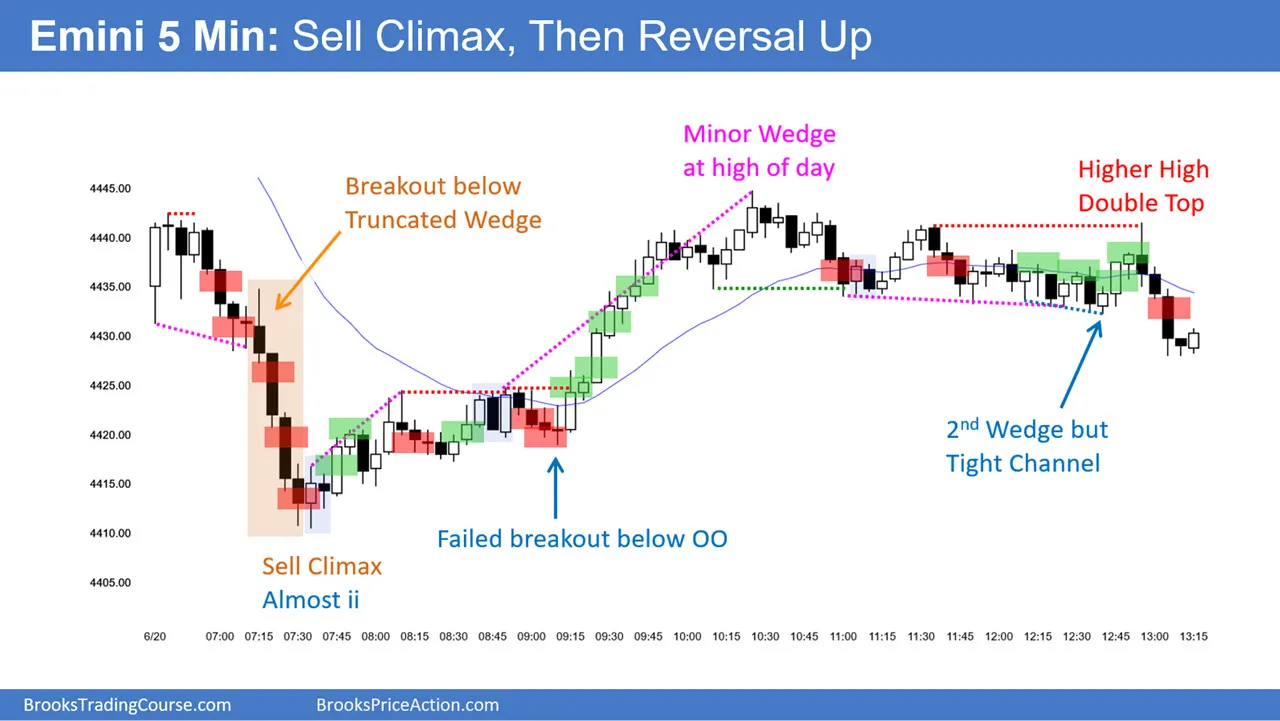 Emini 5 Min: Sell Climax, Then Reversal Up
Minor Wedge
at high of day
Higher High
Double Top
Breakout below
Truncated Wedge
4445.00
4440.00
4435.00
4430.00
4425.00
4420.00
4415.00
4410.00
4405.00
2nd Wedge but
Tight Channel
Failed breakout below OO
Sell Climax
Almost ii
6/20 07:00 07:15 07:30 07:45 08:00 08:15 08:30 08:45 09:00 09:15 09:30 09:45 10:00 10:15 10:30 10:45 11:00 11:15 11:30 11:45 12:00 12:15 12:30 12:45 13:00 13:15
BrooksTradingCourse.com BrooksPriceAction.com